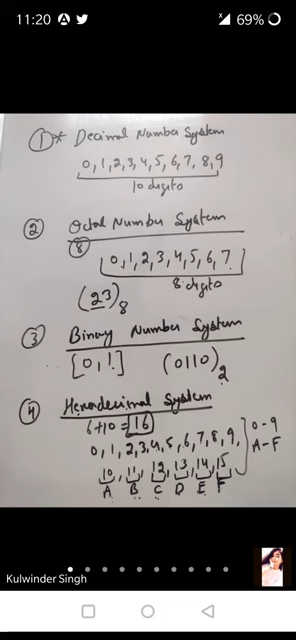 11:20
69%
① * Decimal Number System
0, 1, 2, 3, 4, 5, 6, 7, 8, 9
10 digits
② Octal Number System
⑧ 0, 1, 2, 3, 4, 5, 6, 7
8 digits
(23)8
③ Binary Number System
[0, 1] (0110)2
④ Hexadecimal System
6+10 = 16
0, 1, 2, 3, 4, 5, 6, 7, 8, 9, 0-9
10, 11, 12, 13, 14, 15 A-F
A B C D E F
Kulwinder Singh